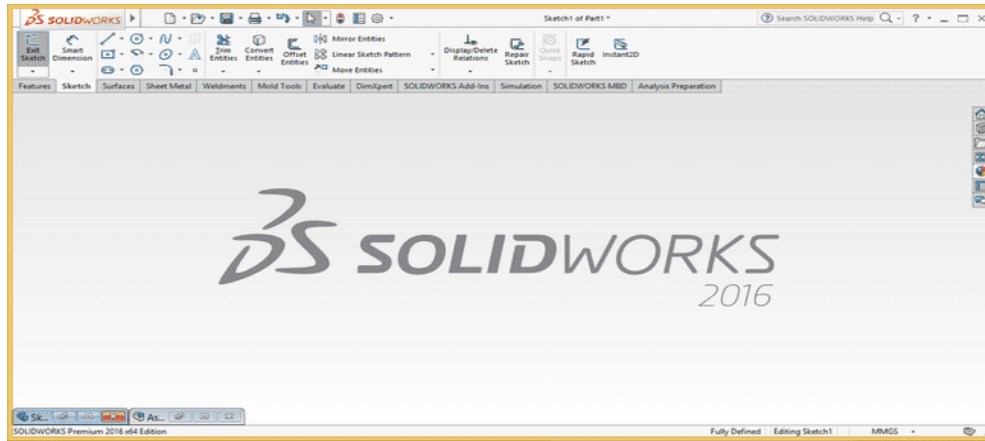 SOLIDWORKS
Sketch1 of Part1 *
Search SOLIDWORKS Help
Exit Sketch
Smart Dimension
Trim Entities
Convert Entities
Offset Entities
Mirror Entities
Linear Sketch Pattern
Move Entities
Display/Delete Relations
Repair Sketch
Quick Snaps
Rapid Sketch
Instant2D
Features Sketch Surfaces Sheet Metal Weldments Mold Tools Evaluate DimXpert SOLIDWORKS Add-Ins Simulation SOLIDWORKS MBD Analysis Preparation
SOLIDWORKS
2016
Sk... As...
SOLIDWORKS Premium 2016 x64 Edition Fully Defined Editing Sketch1 MMGS